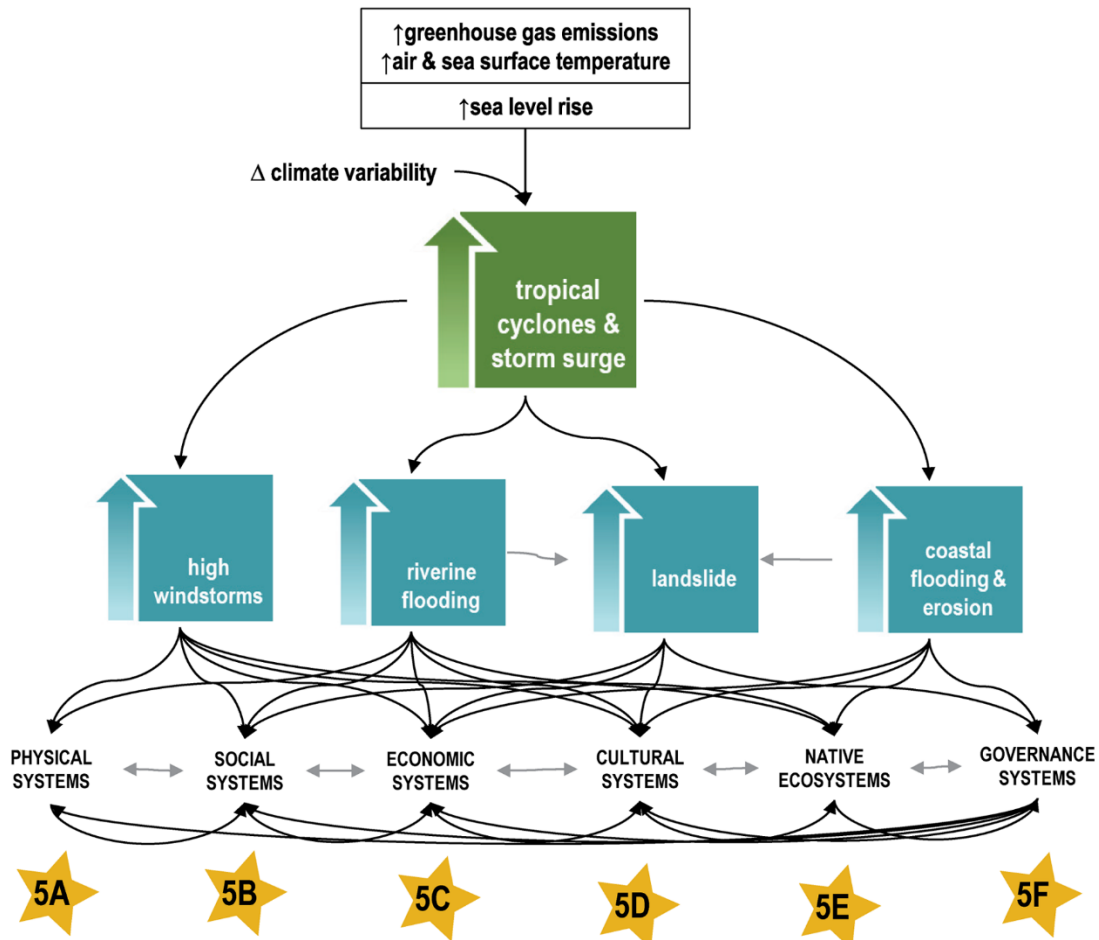 ↑greenhouse gas emissions
↑air & sea surface temperature
↑sea level rise
Δ climate variability
tropical
cyclones &
storm surge
high
windstorms
riverine
flooding
landslide
coastal
flooding &
erosion
PHYSICAL
SYSTEMS
SOCIAL
SYSTEMS
ECONOMIC
SYSTEMS
CULTURAL
SYSTEMS
NATIVE
ECOSYSTEMS
GOVERNANCE
SYSTEMS
5A
5B
5C
5D
5E
5F